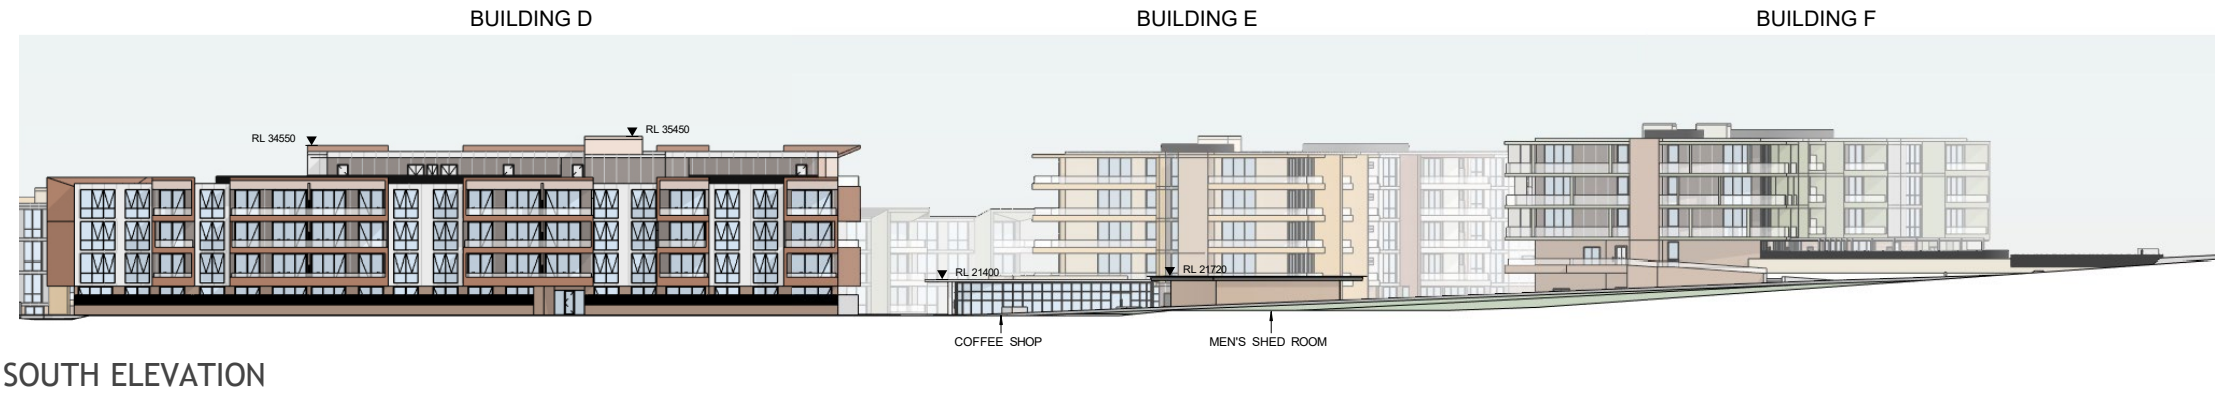 BUILDING D
BUILDING E
BUILDING F
RL 34550
RL 35450
RL 21400
RL 21720
COFFEE SHOP
MEN'S SHED ROOM
SOUTH ELEVATION